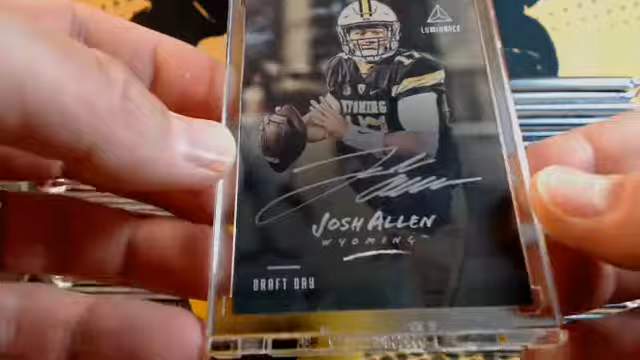 LUMINANCE
WYOMING
JOSH ALLEN
WYOMING
DRAFT DAY